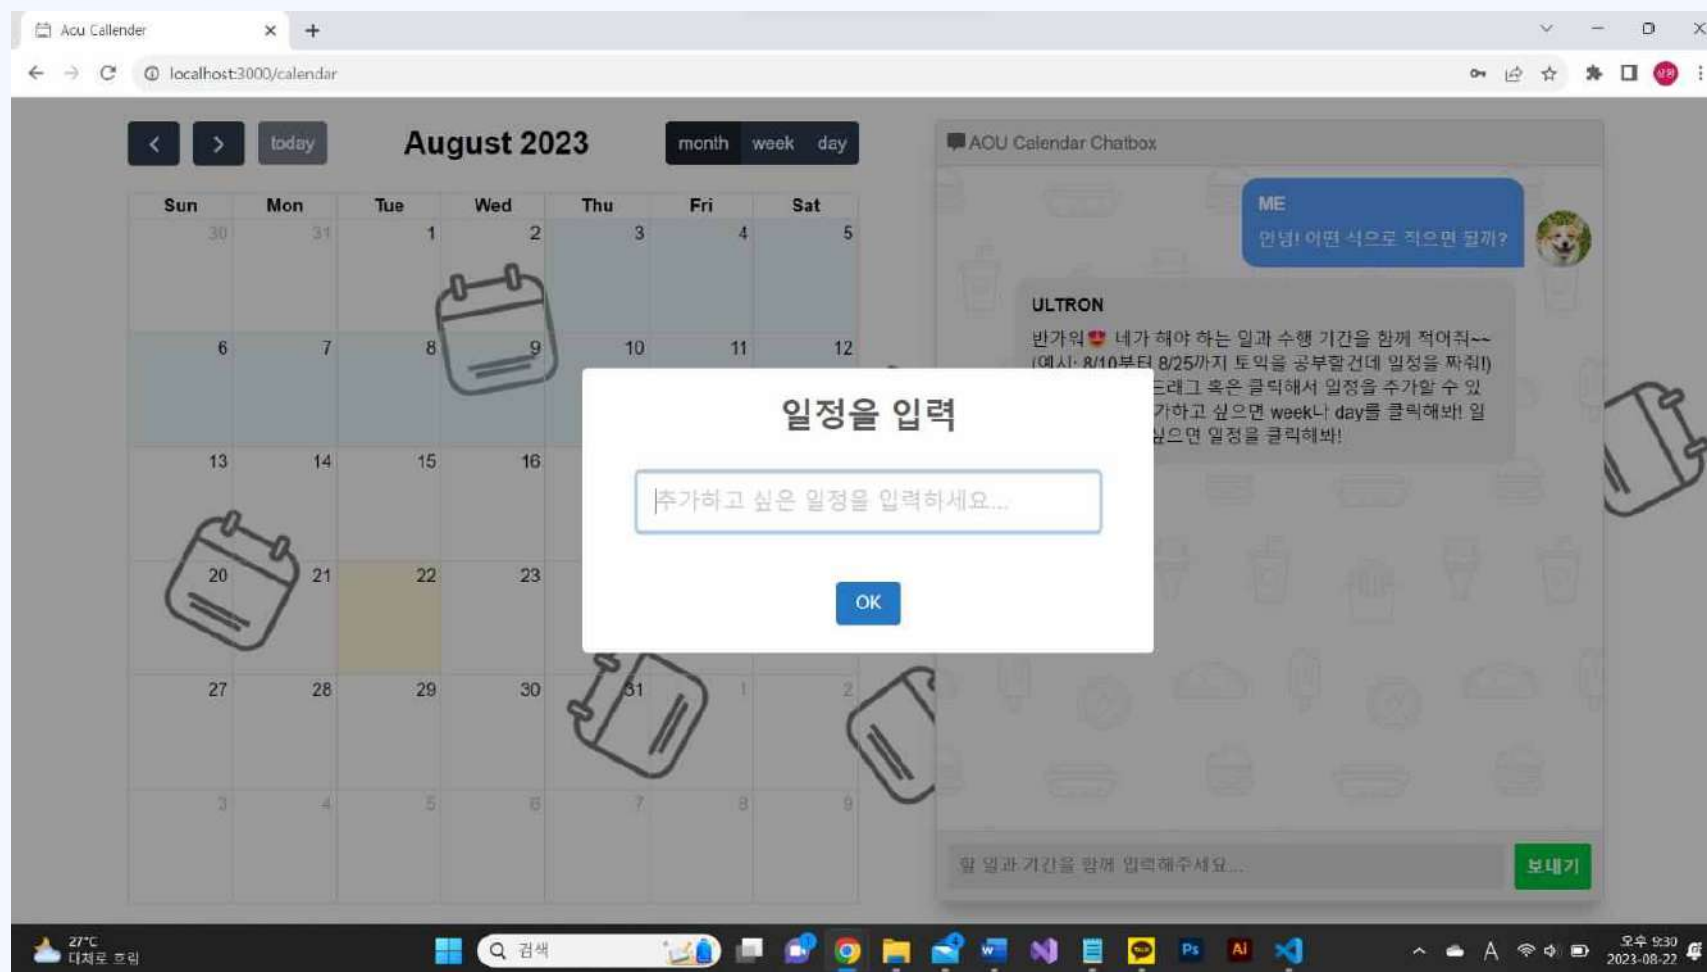 Aou Callender
localhost:3000/calendar
today
August 2023
month week day
Sun Mon Tue Wed Thu Fri Sat
30 31 1 2 3 4 5
6 7 8 9 10 11 12
13 14 15 16
20 21 22 23
27 28 29 30 31 1 2
3 4 5 6 7 8 9
AOU Calendar Chatbox
ME
안녕! 어떤 식으로 적으면 될까?
ULTRON
반가워😍 네가 해야 하는 일과 수행 기간을 함께 적어줘~~
(예시: 8/10부터 8/25까지 토익을 공부할건데 일정을 짜줘!)
드래그 혹은 클릭해서 일정을 추가할 수 있
가하고 싶으면 week나 day를 클릭해봐! 일
싶으면 일정을 클릭해봐!
일정을 입력
추가하고 싶은 일정을 입력하세요...
OK
할 일과 기간을 함께 입력해주세요....
보내기
27°C
대체로 흐림
검색
Ps
Ai
A
오후 9:30
2023-08-22